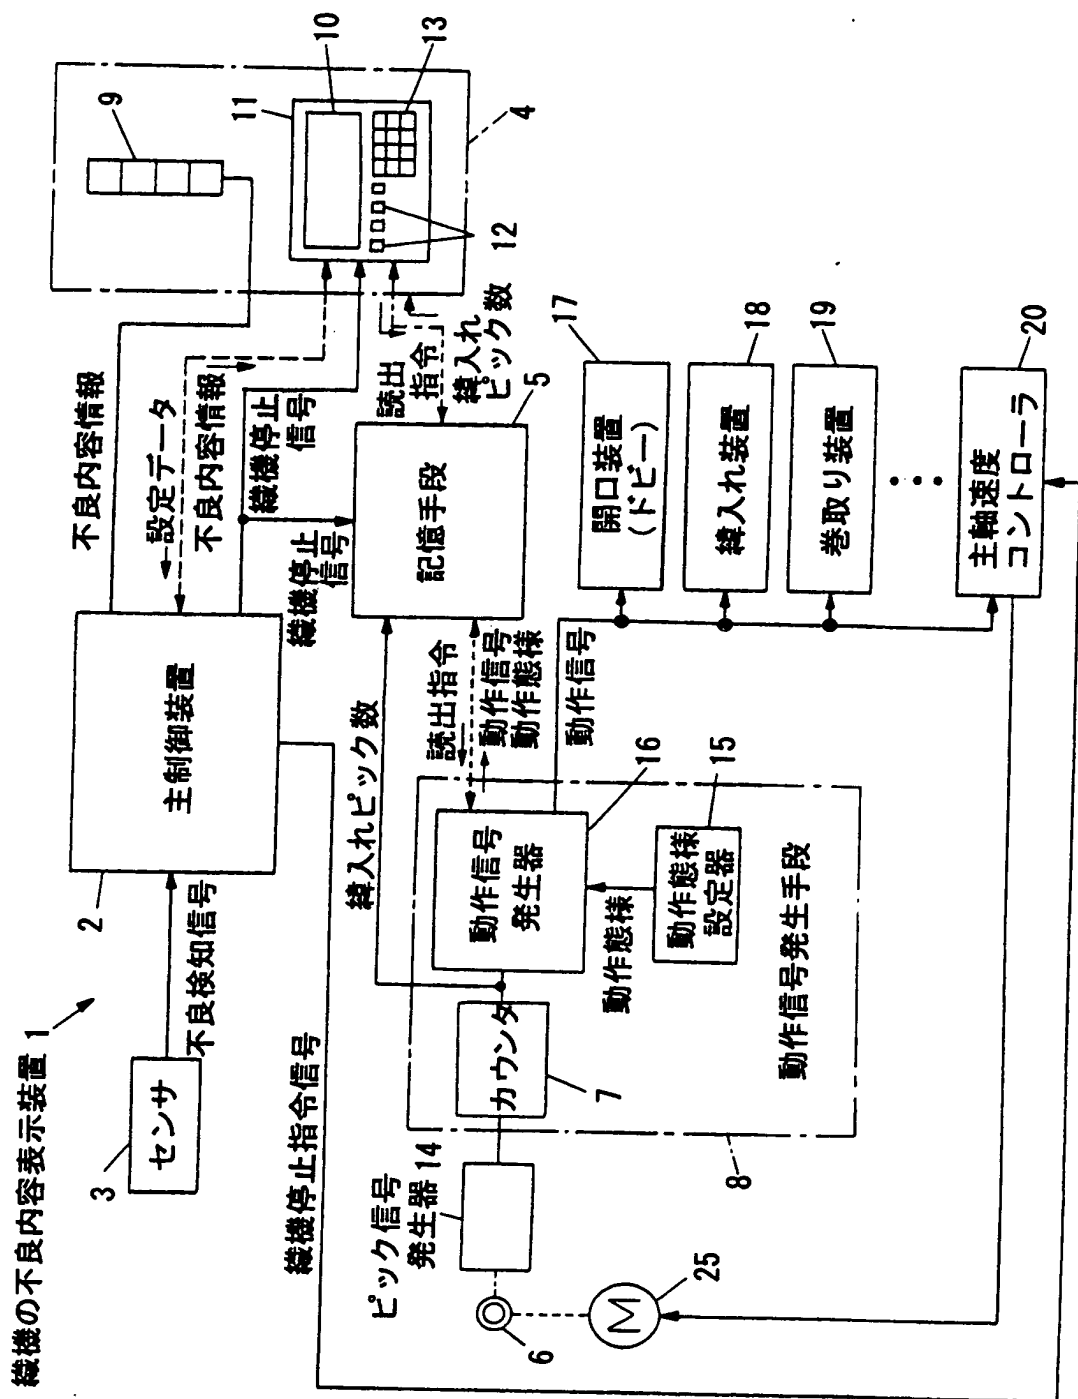 織機の不良内容表示装置 1
3
センサ
不良検知信号
2
主制御装置
不良内容情報
設定データ
不良内容情報
織機停止
信号
9
10
11
13
12
4
織機停止指令信号
織機停止
信号
記憶手段
5
読出
指令
緯入れ
ピック数
緯入れピック数
読出指令
動作信号
動作態様
ピック信号
発生器 14
6
M
25
カウンタ
7
動作信号
発生器
16
動作態様
動作態様
設定器
15
動作信号発生手段
8
動作信号
開口装置
(ドビー)
17
緯入れ装置
18
巻取り装置
19
主軸速度
コントローラ
20